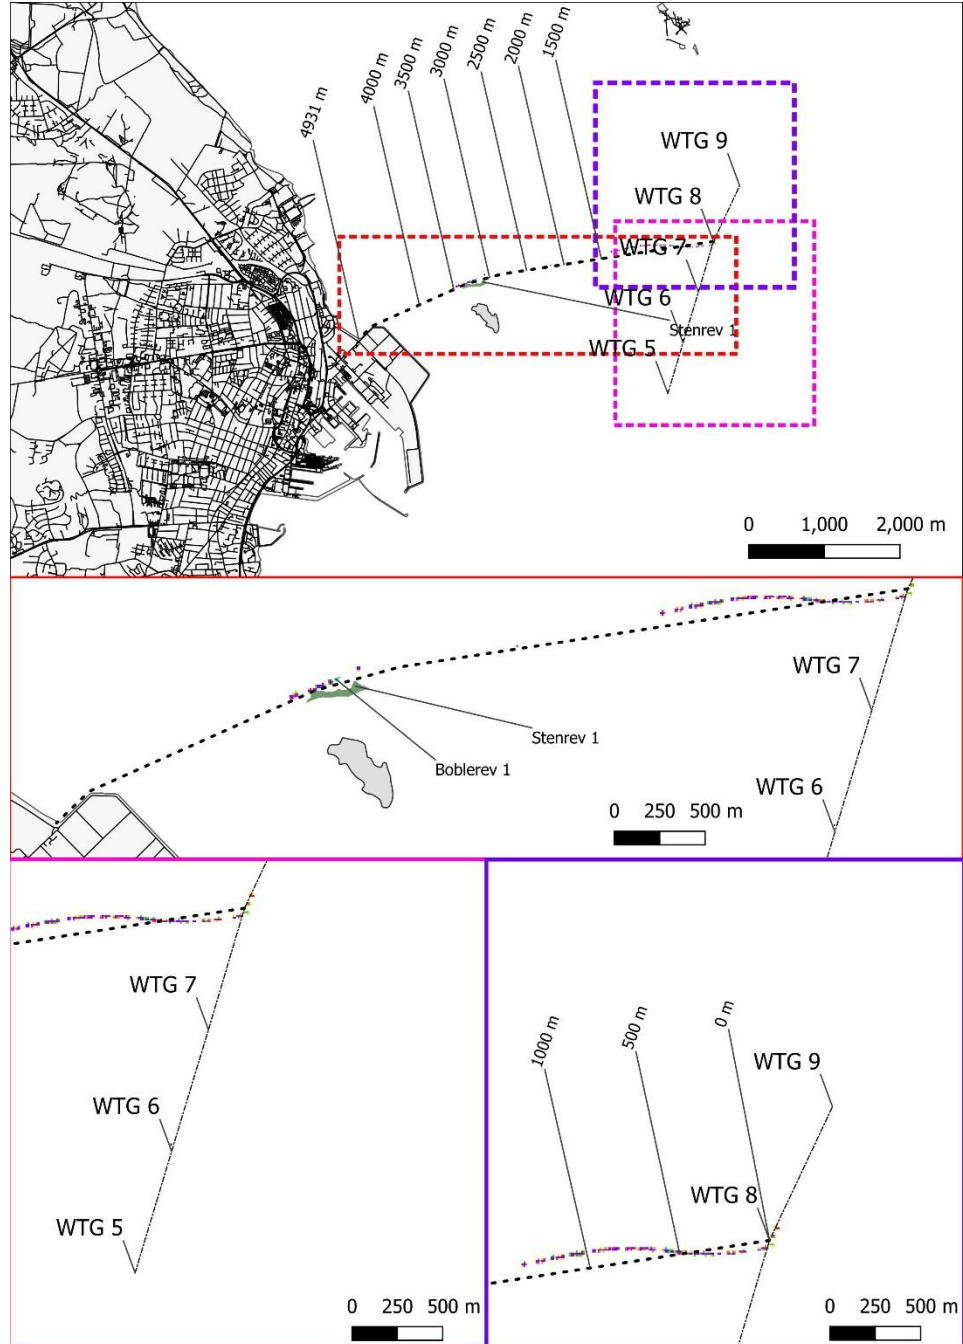 4931 m
4000 m
3500 m
3000 m
2500 m
2000 m
1500 m
WTG 9
WTG 8
WTG 7
WTG 6
Stenrev 1
WTG 5
0 1,000 2,000 m
WTG 7
Stenrev 1
Boblerev 1
WTG 6
0 250 500 m
WTG 7
WTG 6
WTG 5
0 250 500 m
1000 m
500 m
0 m
WTG 9
WTG 8
0 250 500 m